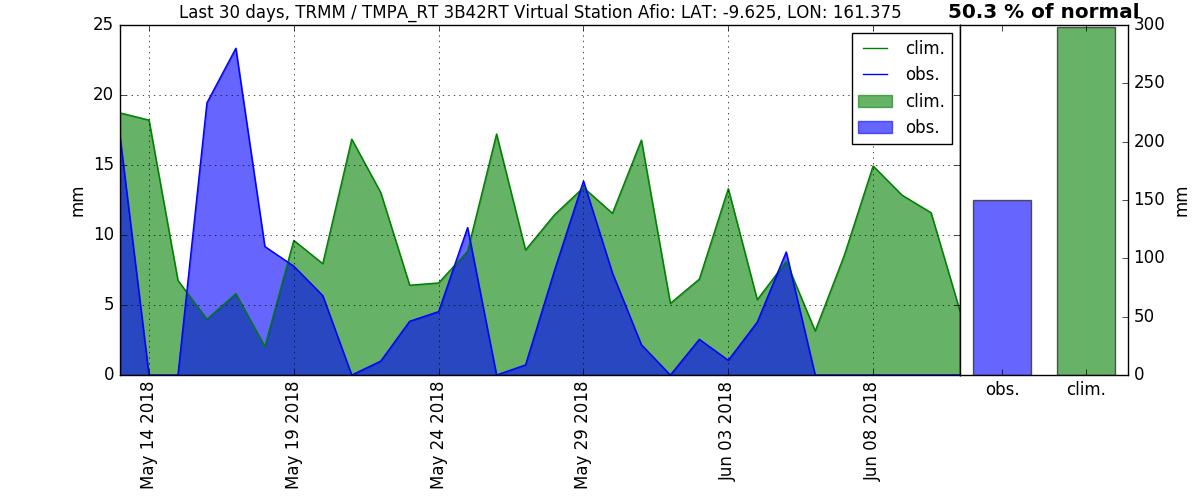 Last 30 days, TRMM / TMPA_RT 3B42RT Virtual Station Afio: LAT: -9.625, LON: 161.375
50.3 % of normal
25
20
15
10
5
0
mm
clim.
obs.
clim.
obs.
May 14 2018
May 19 2018
May 24 2018
May 29 2018
Jun 03 2018
Jun 08 2018
300
250
200
150
100
50
0
mm
obs.
clim.